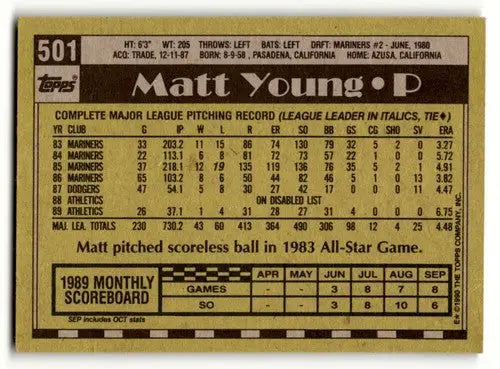 501
HT: 6'3" WT: 205 THROWS: LEFT BATS: LEFT DRFT: MARINERS #2 - JUNE, 1980
ACQ: TRADE, 12-11-87 BORN: 8-9-58, PASADENA, CALIFORNIA HOME: AZUSA, CALIFORNIA
Topps
Matt Young • P
COMPLETE MAJOR LEAGUE PITCHING RECORD (LEAGUE LEADER IN ITALICS, TIE♦)
YR CLUB G IP W L R ER SO BB GS CG SHO SV ERA
83 MARINERS 33 203.2 11 15 86 74 130 79 32 5 2 0 3.27
84 MARINERS 22 113.1 6 8 81 72 73 57 22 1 0 0 5.72
85 MARINERS 37 218.1 12 19 135 119 136 76 35 5 2 1 4.91
86 MARINERS 65 103.2 8 6 50 44 82 46 5 1 0 13 3.82
87 DODGERS 47 54.1 5 8 30 27 42 17 0 0 0 11 4.47
88 ATHLETICS ON DISABLED LIST
89 ATHLETICS 26 37.1 1 4 31 28 27 31 4 0 0 0 6.75
MAJ. LEA. TOTALS 230 730.2 43 60 413 364 490 306 98 12 4 25 4.48
Matt pitched scoreless ball in 1983 All-Star Game.
1989 MONTHLY SCOREBOARD
APR MAY JUN JUL AUG SEP
GAMES 3 8 7 8
SO 3 8 10 6
SEP includes OCT stats
E* © 1990 THE TOPPS COMPANY, INC.